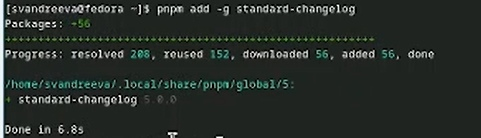 [svandreeva@fedora ~]$ pnpm add -g standard-changelog
Packages: +56
++++++++++++++++++++++++++++++++++++++++++++++++++++++++
Progress: resolved 208, reused 152, downloaded 56, added 56, done
/home/svandreeva/.local/share/pnpm/global/5:
+ standard-changelog 5.0.0
Done in 6.8s